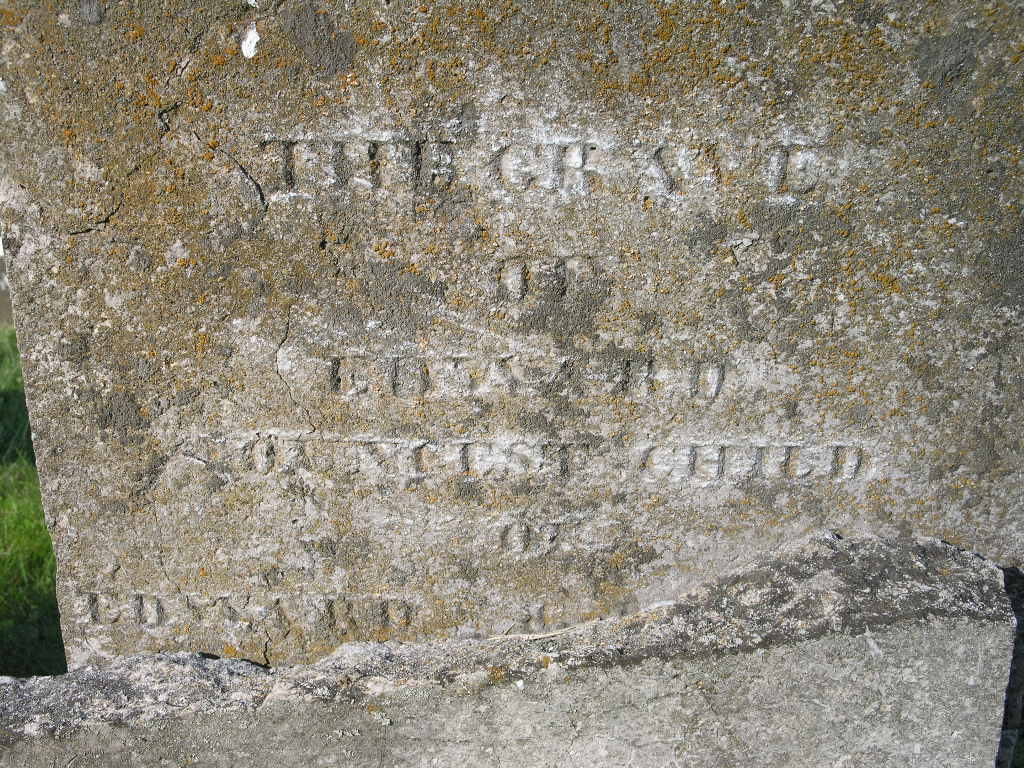 THE GRAVE
OF
EDWARD
YOUNGEST CHILD
OF
EDWARD